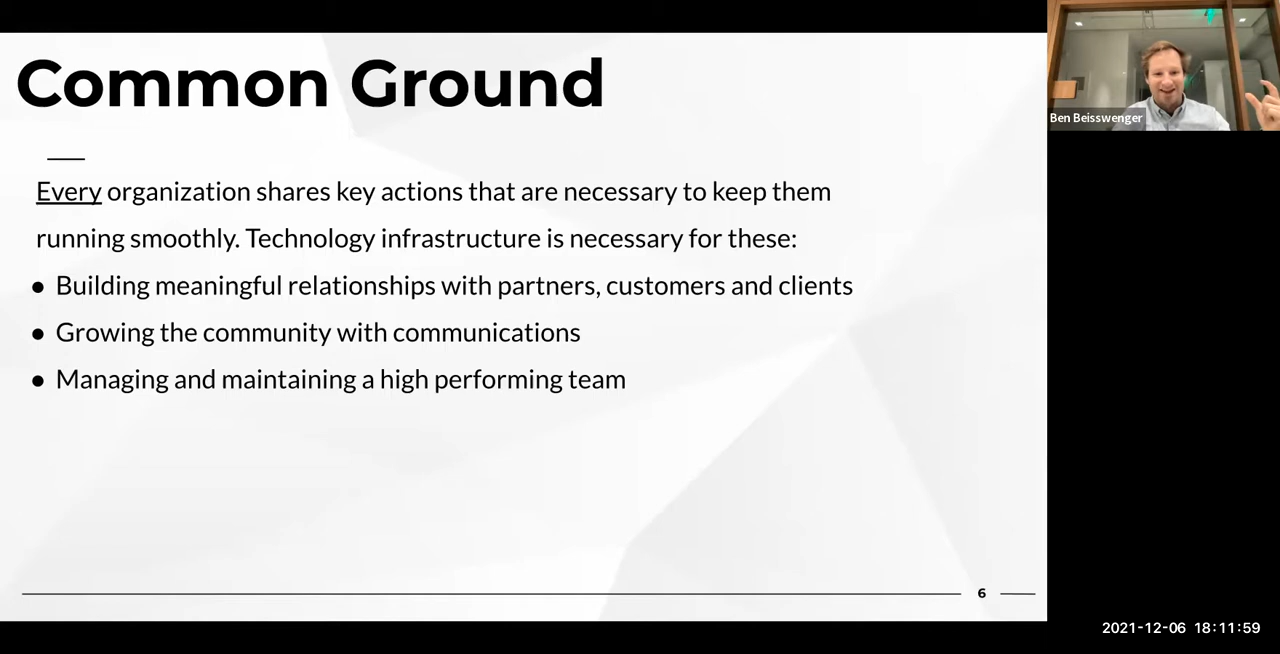 Common Ground
Every organization shares key actions that are necessary to keep them
running smoothly. Technology infrastructure is necessary for these:
● Building meaningful relationships with partners, customers and clients
● Growing the community with communications
● Managing and maintaining a high performing team
6
Ben Beisswenger
2021-12-06 18:11:59